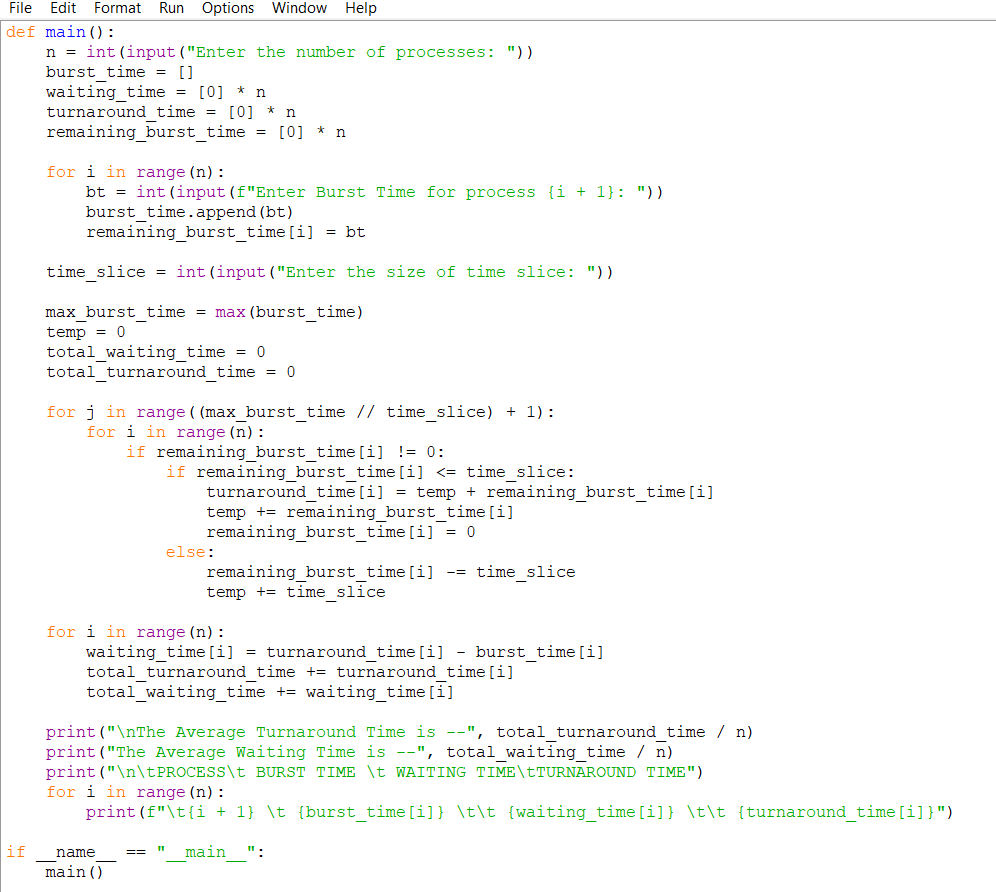 File Edit Format Run Options Window Help
def main():
    n = int(input("Enter the number of processes: "))
    burst_time = []
    waiting_time = [0] * n
    turnaround_time = [0] * n
    remaining_burst_time = [0] * n

    for i in range(n):
        bt = int(input(f"Enter Burst Time for process {i + 1}: "))
        burst_time.append(bt)
        remaining_burst_time[i] = bt

    time_slice = int(input("Enter the size of time slice: "))

    max_burst_time = max(burst_time)
    temp = 0
    total_waiting_time = 0
    total_turnaround_time = 0

    for j in range((max_burst_time // time_slice) + 1):
        for i in range(n):
            if remaining_burst_time[i] != 0:
                if remaining_burst_time[i] <= time_slice:
                    turnaround_time[i] = temp + remaining_burst_time[i]
                    temp += remaining_burst_time[i]
                    remaining_burst_time[i] = 0
                else:
                    remaining_burst_time[i] -= time_slice
                    temp += time_slice

    for i in range(n):
        waiting_time[i] = turnaround_time[i] - burst_time[i]
        total_turnaround_time += turnaround_time[i]
        total_waiting_time += waiting_time[i]

    print("\nThe Average Turnaround Time is --", total_turnaround_time / n)
    print("The Average Waiting Time is --", total_waiting_time / n)
    print("\n\tPROCESS\t BURST TIME \t WAITING TIME\tTURNAROUND TIME")
    for i in range(n):
        print(f"\t{i + 1} \t {burst_time[i]} \t\t {waiting_time[i]} \t\t {turnaround_time[i]}")

if __name__ == "__main__":
    main()